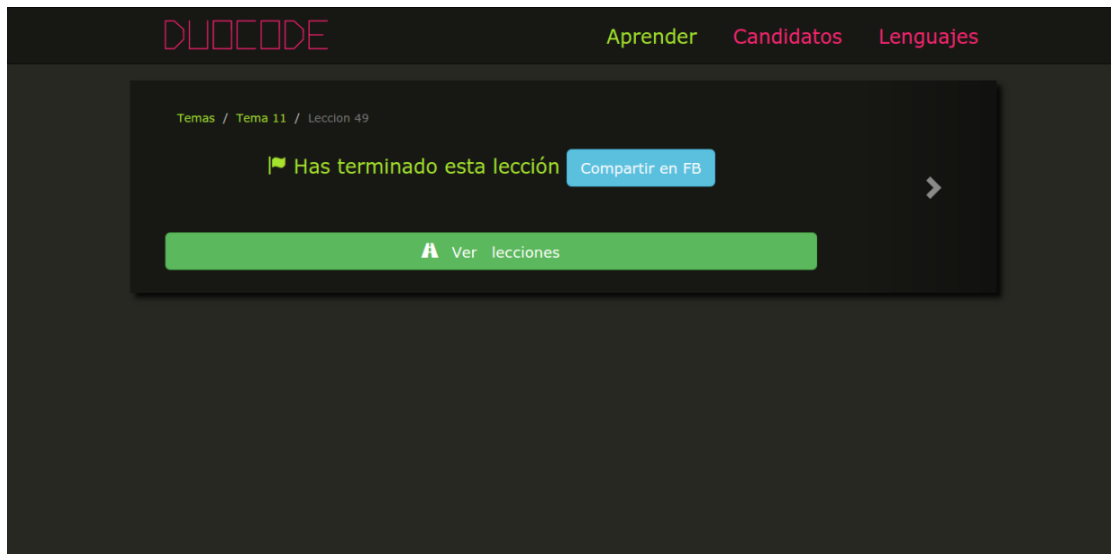 DUOCODE Aprender Candidatos Lenguajes
Temas / Tema 11 / Leccion 49
Has terminado esta lección Compartir en FB
Ver lecciones